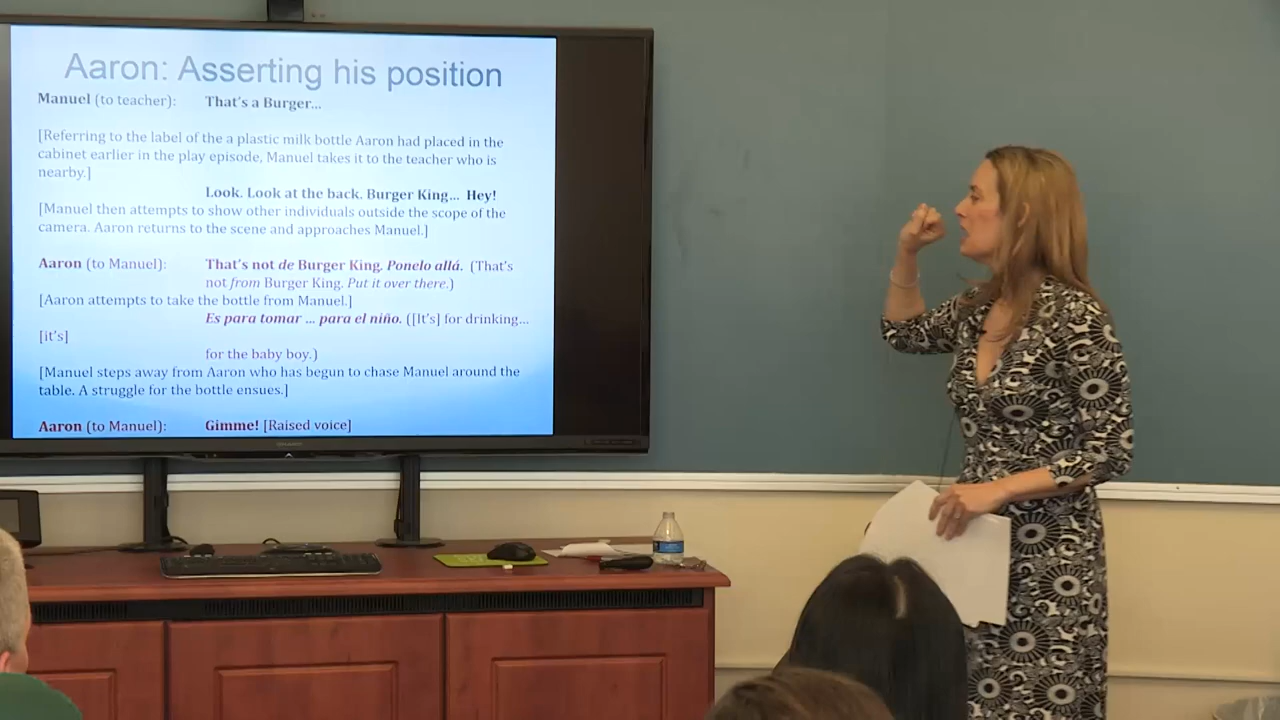 Aaron: Asserting his position
Manuel (to teacher): That's a Burger...
[Referring to the label of the a plastic milk bottle Aaron had placed in the
cabinet earlier in the play episode, Manuel takes it to the teacher who is
nearby.]
Look. Look at the back. Burger King... Hey!
[Manuel then attempts to show other individuals outside the scope of the
camera. Aaron returns to the scene and approaches Manuel.]
Aaron (to Manuel): That's not de Burger King. Ponelo allá. (That's
not from Burger King. Put it over there.)
[Aaron attempts to take the bottle from Manuel.]
Es para tomar ... para el niño. ([It's] for drinking...
[it's]
for the baby boy.)
[Manuel steps away from Aaron who has begun to chase Manuel around the
table. A struggle for the bottle ensues.]
Aaron (to Manuel): Gimme! [Raised voice]